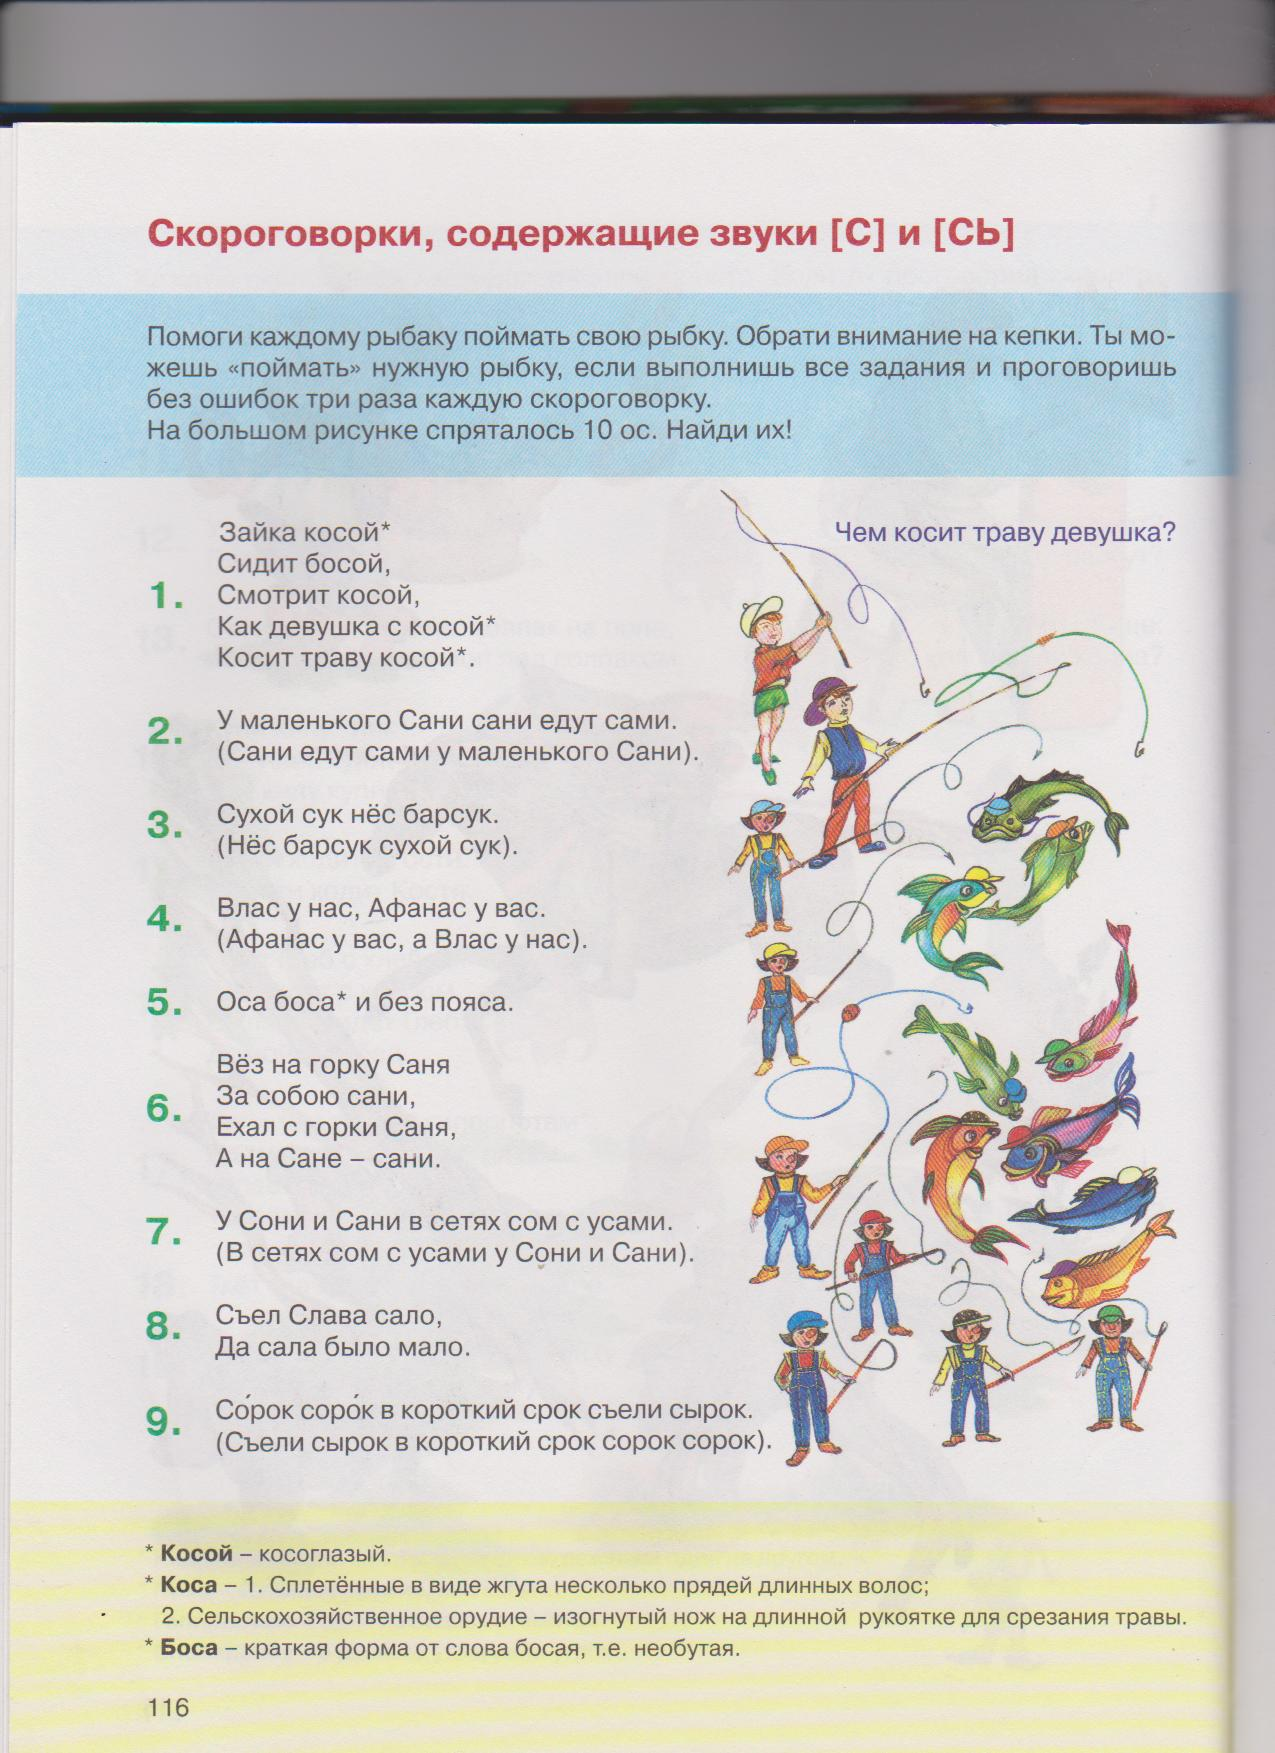 Скороговорки, содержащие звуки [С] и [СЬ]
Помоги каждому рыбаку поймать свою рыбку. Обрати внимание на кепки. Ты мо-
жешь «поймать» нужную рыбку, если выполнишь все задания и проговоришь
без ошибок три раза каждую скороговорку.
На большом рисунке спряталось 10 ос. Найди их!
Чем косит траву девушка?
1.
Зайка косой*
Сидит босой,
Смотрит косой,
Как девушка с косой*
Косит траву косой*.
2.
У маленького Сани сани едут сами.
(Сани едут сами у маленького Сани).
3.
Сухой сук нёс барсук.
(Нёс барсук сухой сук).
4.
Влас у нас, Афанас у вас.
(Афанас у вас, а Влас у нас).
5. Оса боса* и без пояса.
6.
Вёз на горку Саня
За собою сани,
Ехал с горки Саня,
А на Сане – сани.
7.
У Сони и Сани в сетях сом с усами.
(В сетях сом с усами у Сони и Сани).
8.
Съел Слава сало,
Да сала было мало.
9.
Со́рок соро́к в короткий срок съели сырок.
(Съели сырок в короткий срок сорок сорок).
* Косой – косоглазый.
* Коса – 1. Сплетённые в виде жгута несколько прядей длинных волос;
2. Сельскохозяйственное орудие – изогнутый нож на длинной рукоятке для срезания травы.
* Боса – краткая форма от слова босая, т.е. необутая.
116